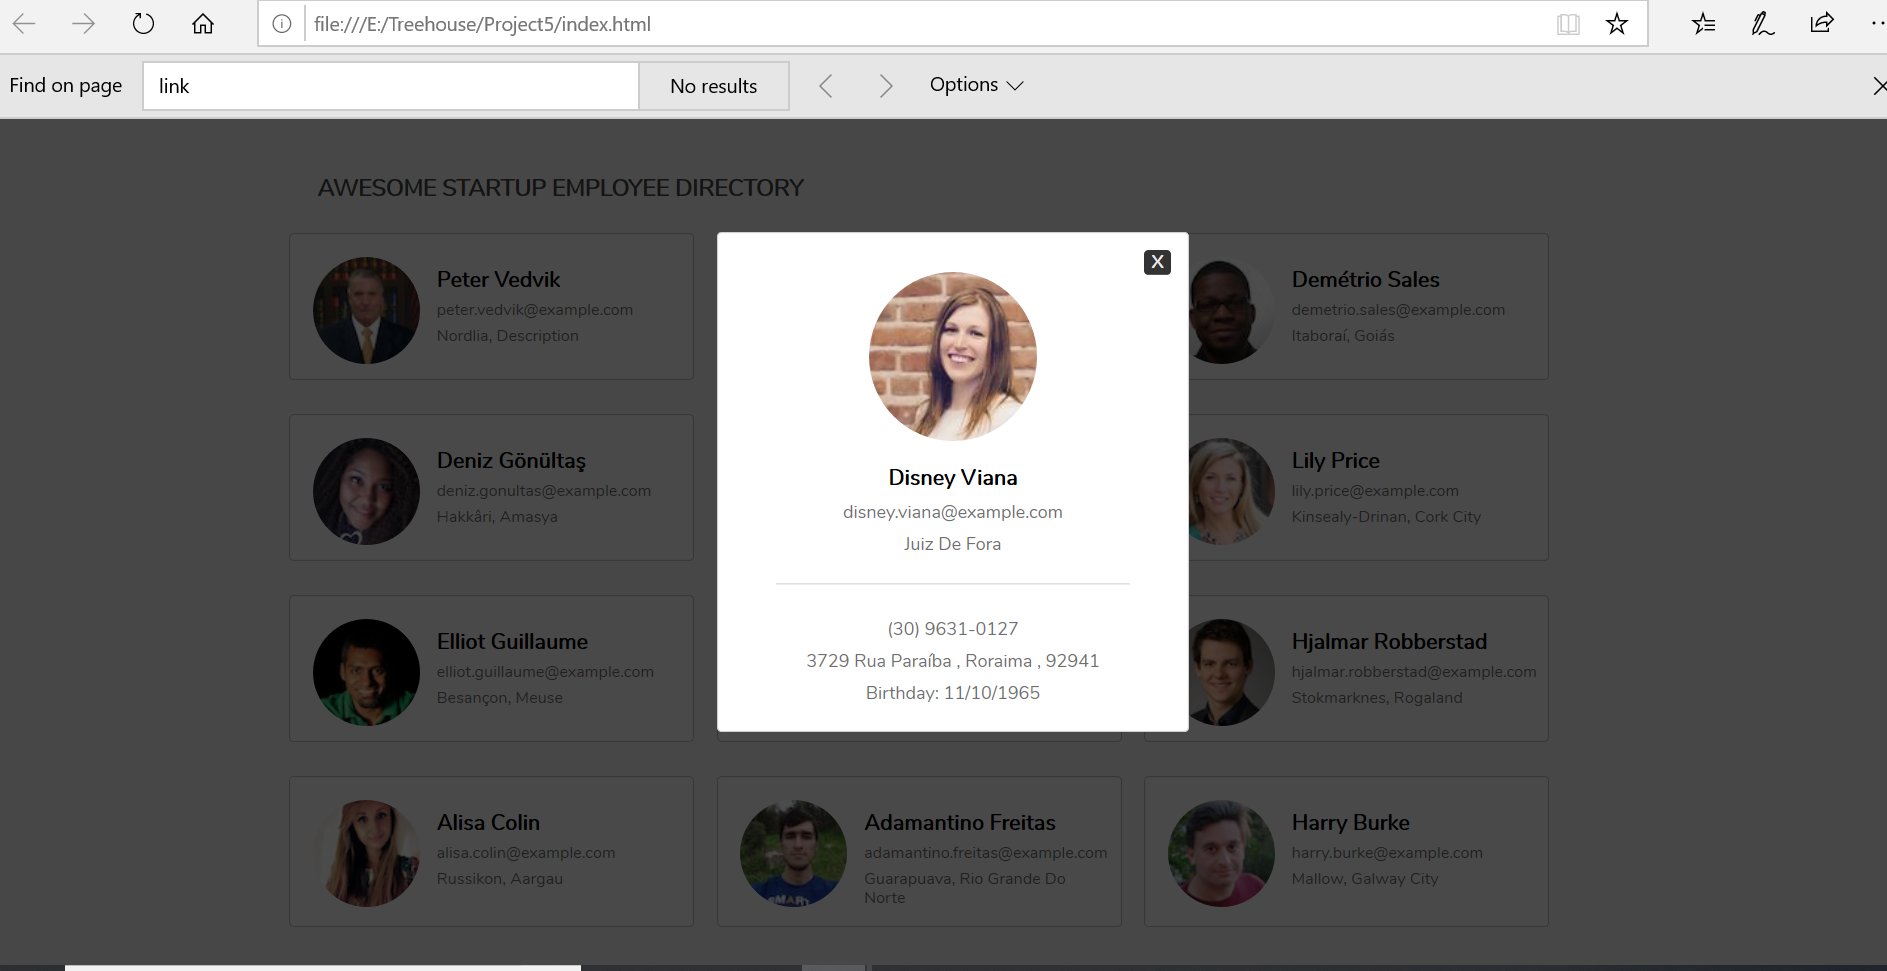 file:///E:/Treehouse/Project5/index.html
Find on page
link
No results
Options
AWESOME STARTUP EMPLOYEE DIRECTORY
Peter Vedvik
peter.vedvik@example.com
Nordlia, Description
X
Disney Viana
disney.viana@example.com
Juiz De Fora
(30) 9631-0127
3729 Rua Paraíba , Roraima , 92941
Birthday: 11/10/1965
Demétrio Sales
demetrio.sales@example.com
Itaboraí, Goiás
Deniz Gönültaş
deniz.gonultas@example.com
Hakkâri, Amasya
Lily Price
lily.price@example.com
Kinsealy-Drinan, Cork City
Elliot Guillaume
elliot.guillaume@example.com
Besançon, Meuse
Hjalmar Robberstad
hjalmar.robberstad@example.com
Stokmarknes, Rogaland
Alisa Colin
alisa.colin@example.com
Russikon, Aargau
Adamantino Freitas
adamantino.freitas@example.com
Guarapuava, Rio Grande Do
Norte
SMART
Harry Burke
harry.burke@example.com
Mallow, Galway City